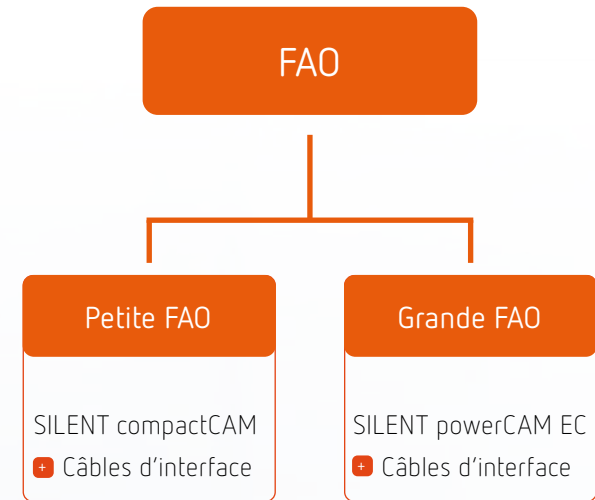 FAO
Petite FAO
SILENT compactCAM
+ Câbles d’interface
Grande FAO
SILENT powerCAM EC
+ Câbles d’interface